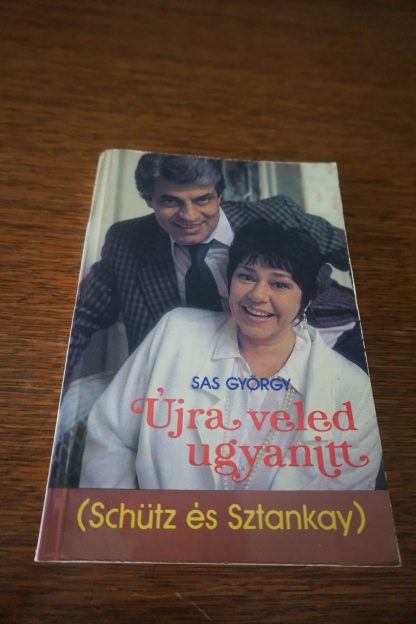 SAS GYÖRGY
Újra veled
ugyanitt
(Schütz és Sztankay)